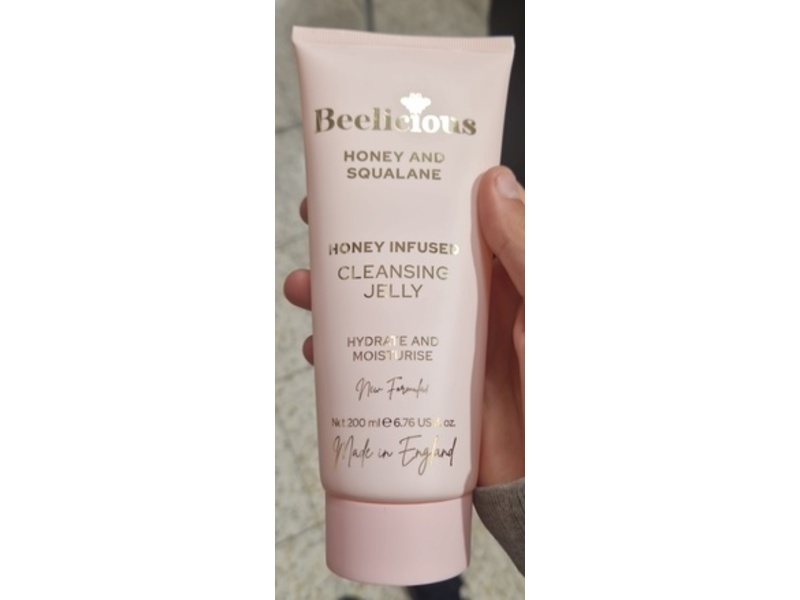 Beelicious
HONEY AND
SQUALANE
HONEY INFUSED
CLEANSING
JELLY
HYDRATE AND
MOISTURISE
New Formula!
Net 200 ml e 6.76 US fl. oz.
Made in England